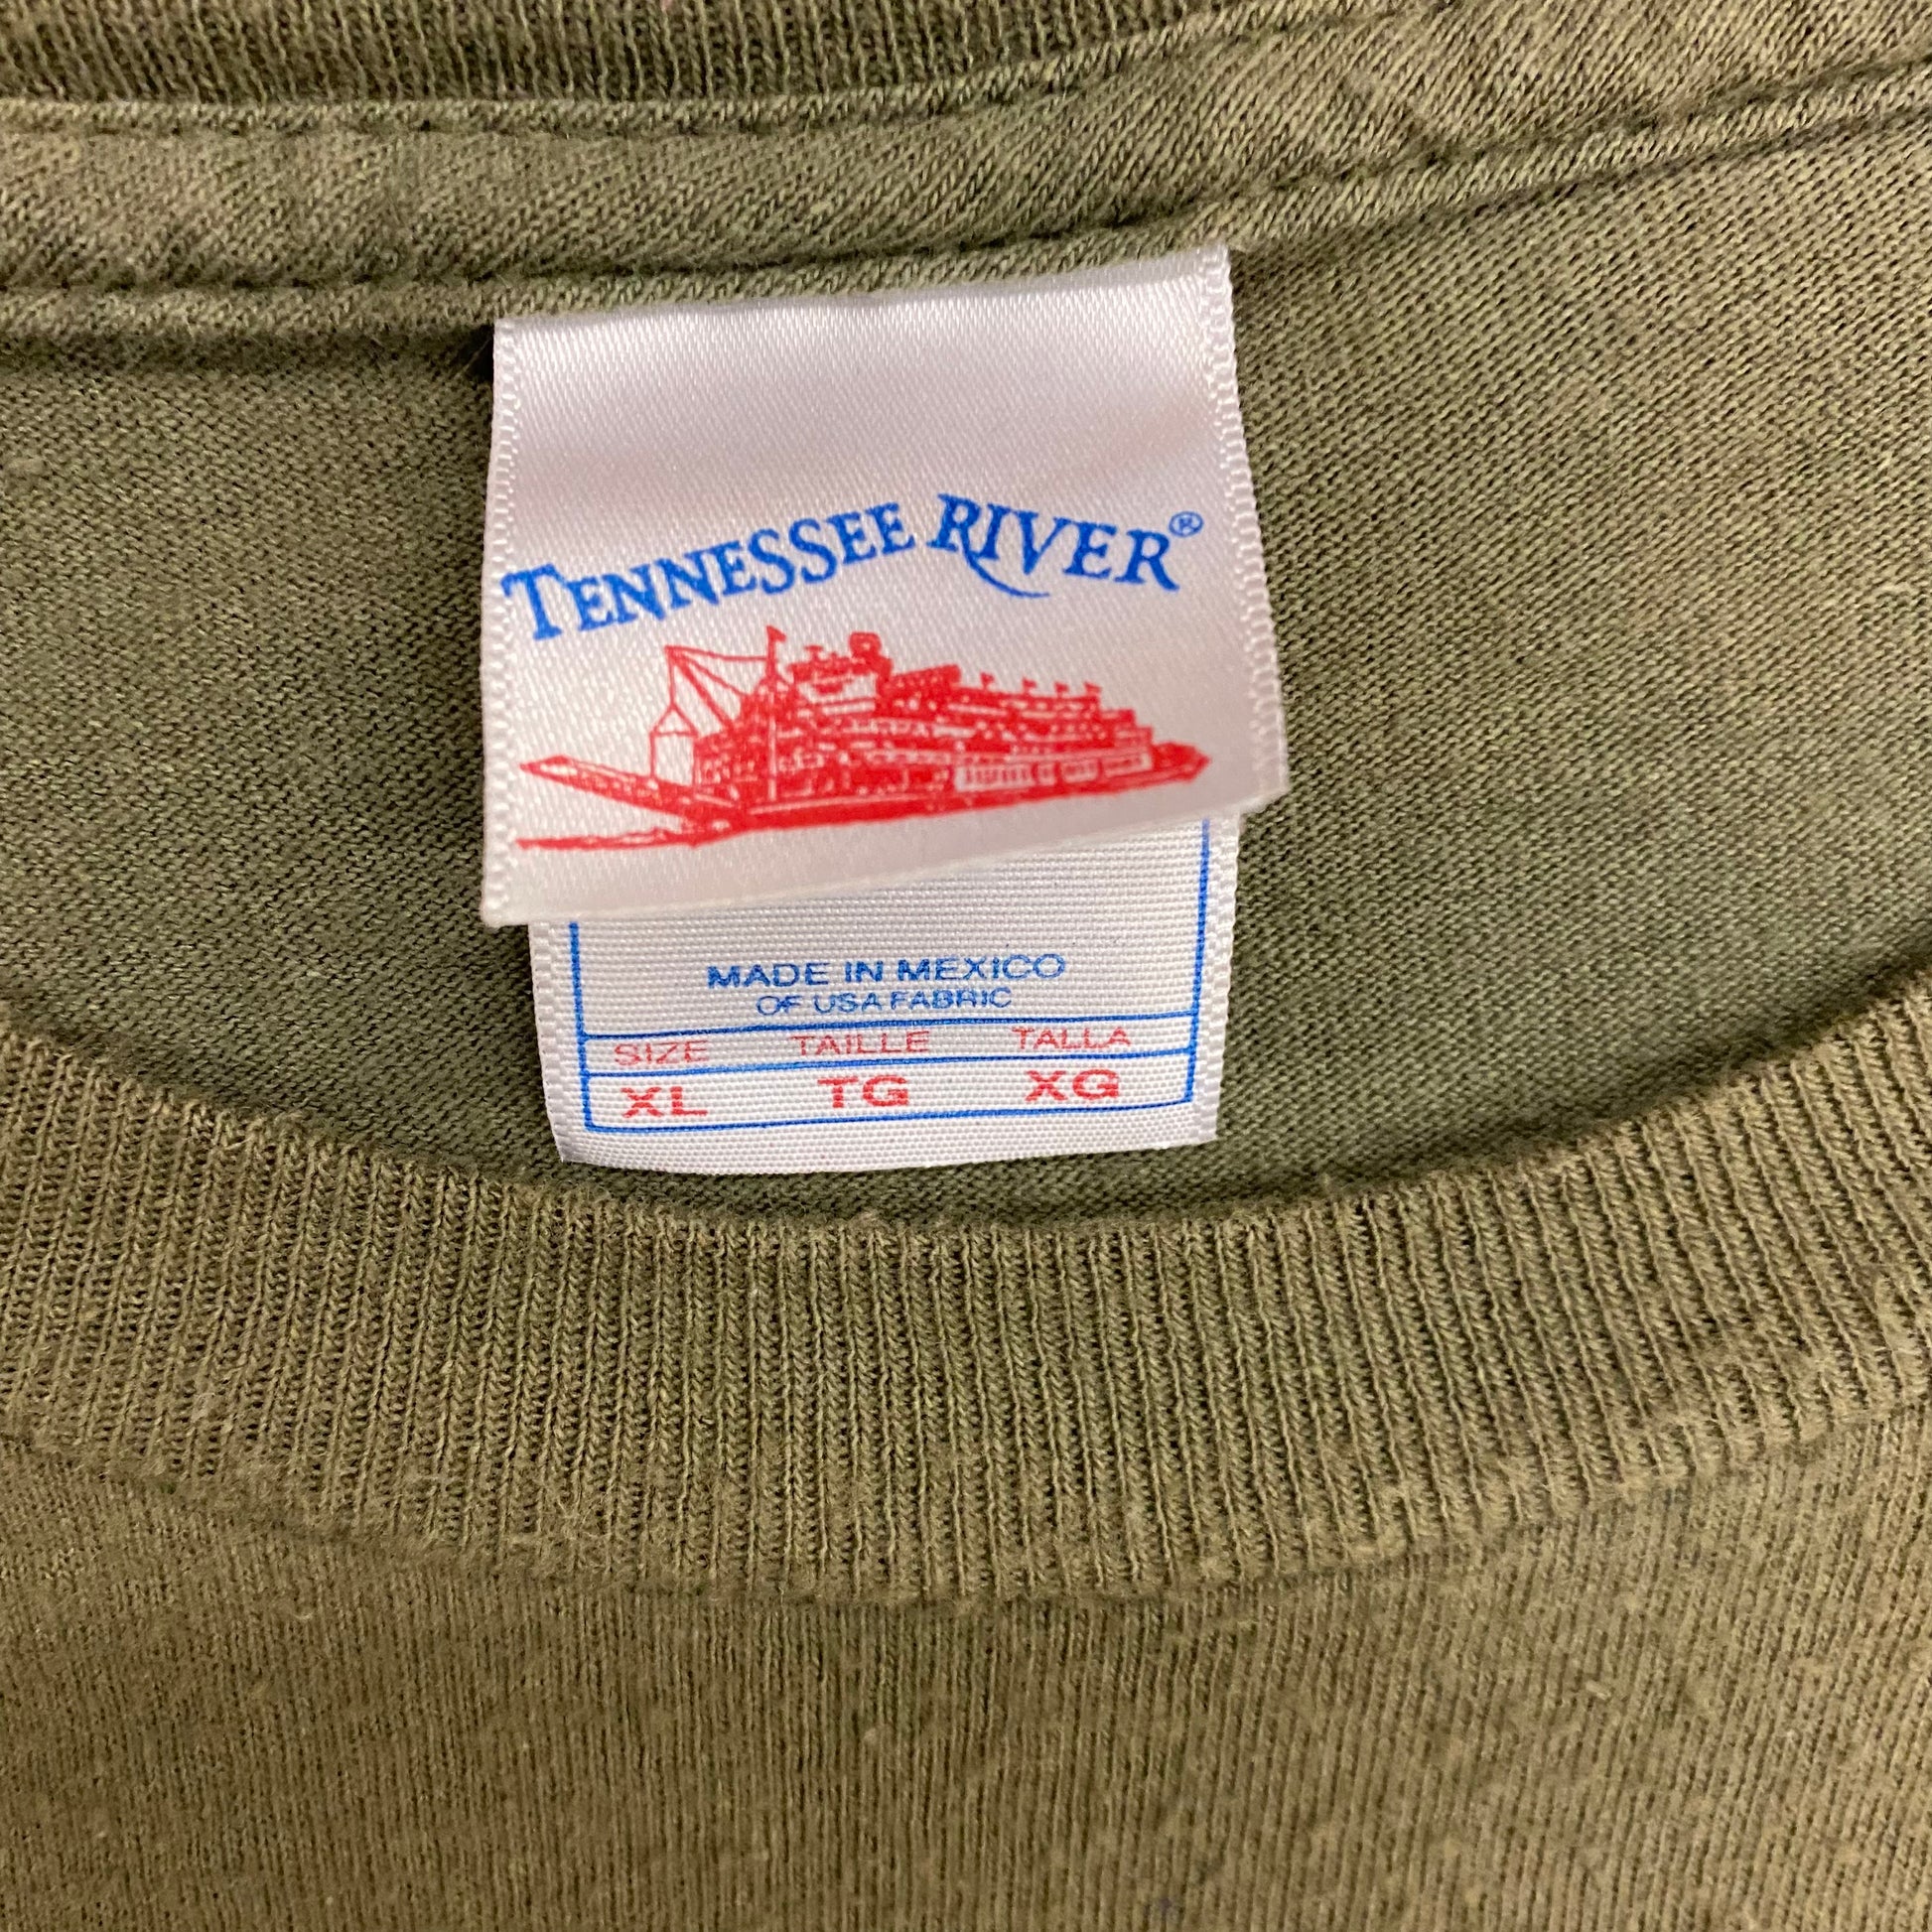 TENNESSEE RIVER®
MADE IN MEXICO
OF USA FABRIC
SIZE TAILLE TALLA
XL TG XG